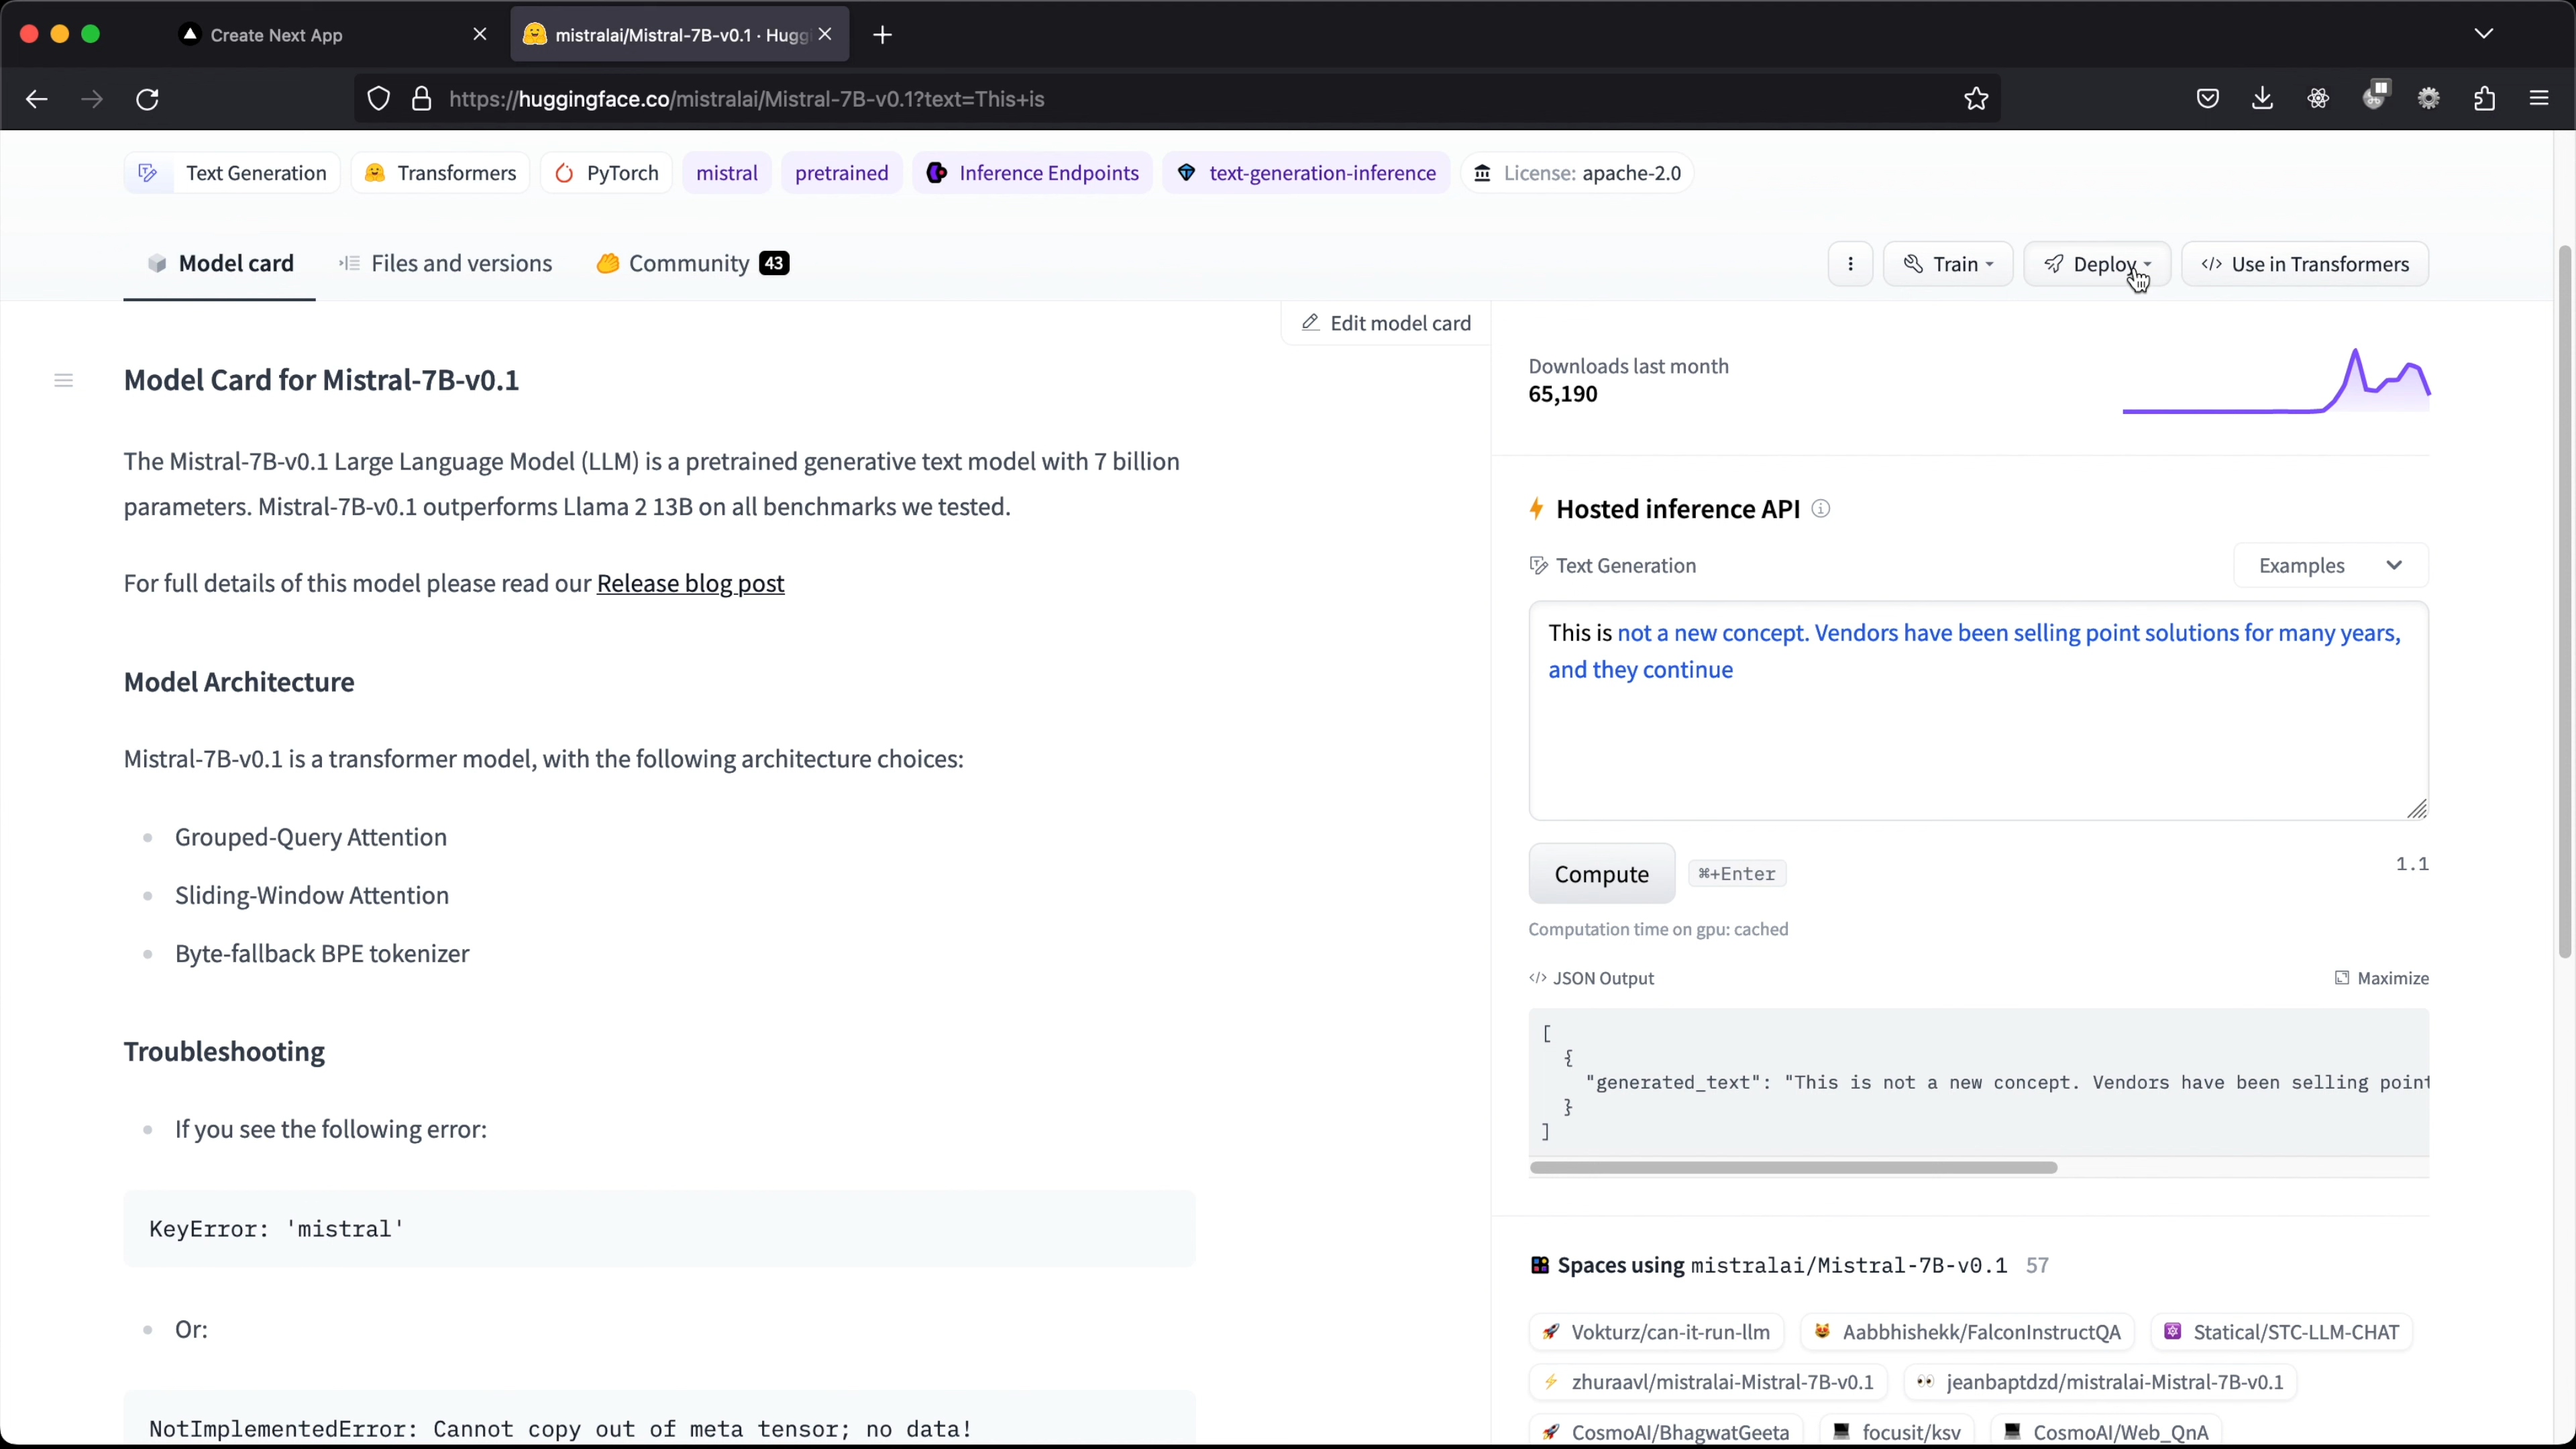 Create Next App
mistralai/Mistral-7B-v0.1 · Hugg
https://huggingface.co/mistralai/Mistral-7B-v0.1?text=This+is
Text Generation
Transformers
PyTorch
mistral
pretrained
Inference Endpoints
text-generation-inference
License: apache-2.0
Model card
Files and versions
Community 43
Train
Deploy
</> Use in Transformers
Edit model card
Model Card for Mistral-7B-v0.1
The Mistral-7B-v0.1 Large Language Model (LLM) is a pretrained generative text model with 7 billion
parameters. Mistral-7B-v0.1 outperforms Llama 2 13B on all benchmarks we tested.
For full details of this model please read our Release blog post
Model Architecture
Mistral-7B-v0.1 is a transformer model, with the following architecture choices:
Grouped-Query Attention
Sliding-Window Attention
Byte-fallback BPE tokenizer
Troubleshooting
If you see the following error:
KeyError: 'mistral'
Or:
NotImplementedError: Cannot copy out of meta tensor; no data!
Downloads last month
65,190
Hosted inference API
Text Generation
Examples
This is not a new concept. Vendors have been selling point solutions for many years,
and they continue
Compute
⌘+Enter
1.1
Computation time on gpu: cached
</> JSON Output
Maximize
[
{
"generated_text": "This is not a new concept. Vendors have been selling point
}
]
Spaces using mistralai/Mistral-7B-v0.1 57
Vokturz/can-it-run-llm
Aabbhishekk/FalconInstructQA
Statical/STC-LLM-CHAT
zhuraavl/mistralai-Mistral-7B-v0.1
jeanbaptdzd/mistralai-Mistral-7B-v0.1
CosmoAI/BhagwatGeeta
focusit/ksv
CosmoAI/Web_QnA